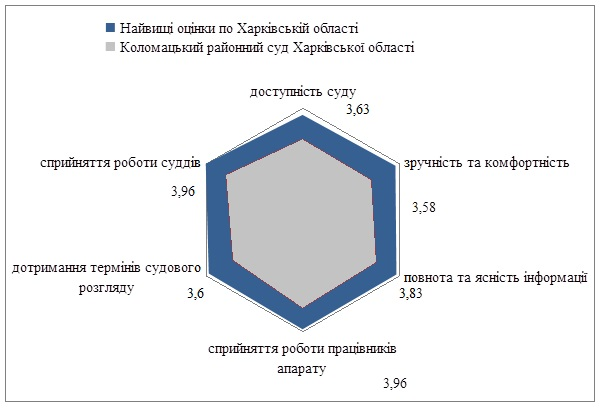 Найвищі оцінки по Харківській області
Коломацький районний суд Харківської області
доступність суду
3,63
сприйняття роботи суддів
зручність та комфортність
3,96
3,58
дотримання термінів судового
розгляду
повнота та ясність інформації
3,6
3,83
сприйняття роботи працівників
апарату
3,96